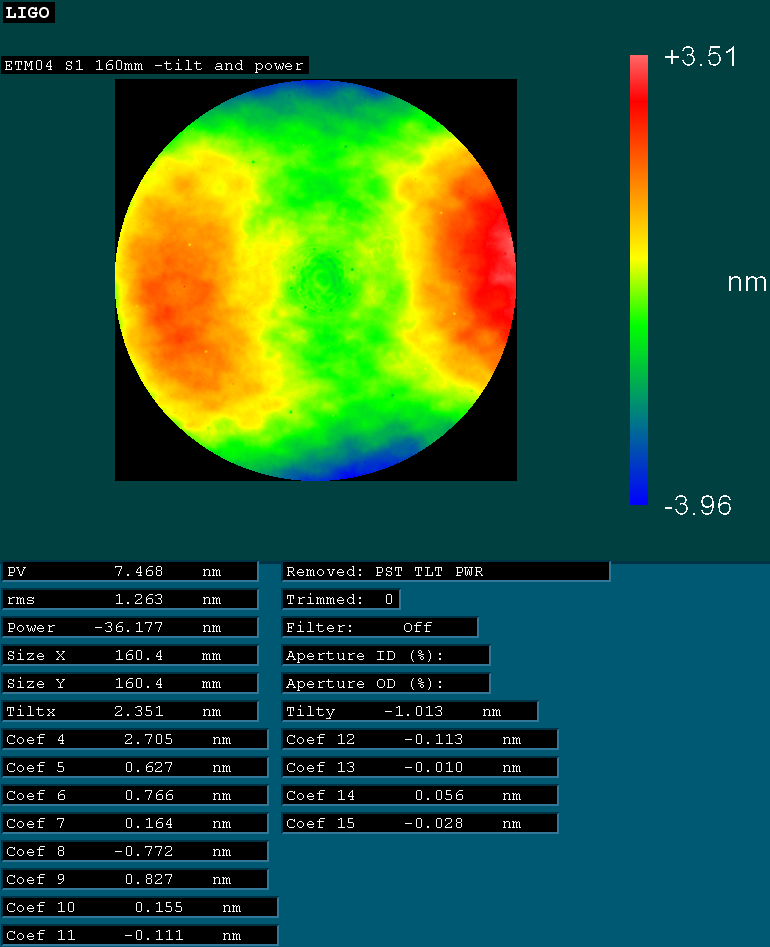 LIGO
ETM04 S1 160mm -tilt and power
+3.51
nm
-3.96
PV 7.468 nm
Removed: PST TLT PWR
rms 1.263 nm
Trimmed: 0
Power -36.177 nm
Filter: Off
Size X 160.4 mm
Aperture ID (%):
Size Y 160.4 mm
Aperture OD (%):
Tiltx 2.351 nm
Tilty -1.013 nm
Coef 4 2.705 nm
Coef 12 -0.113 nm
Coef 5 0.627 nm
Coef 13 -0.010 nm
Coef 6 0.766 nm
Coef 14 0.056 nm
Coef 7 0.164 nm
Coef 15 -0.028 nm
Coef 8 -0.772 nm
Coef 9 0.827 nm
Coef 10 0.155 nm
Coef 11 -0.111 nm